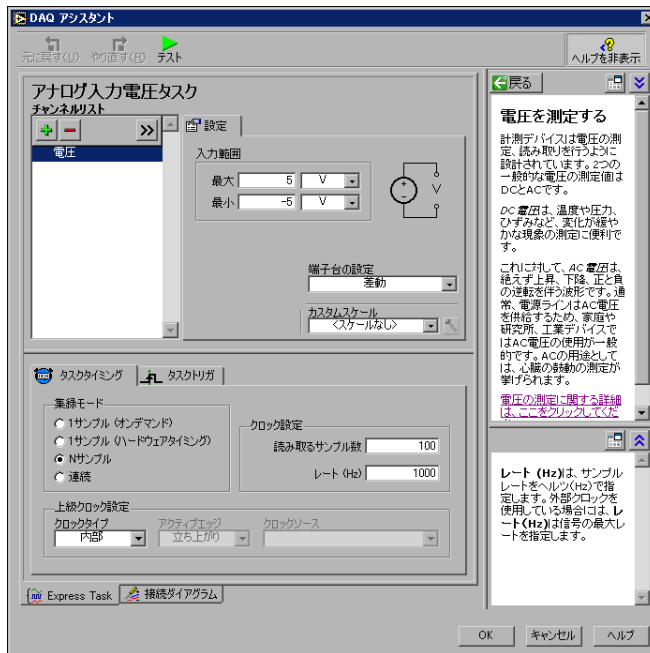 DAQ アシスタント
元に戻す(U) やり直す(R) テスト
ヘルプを非表示
アナログ入力電圧タスク
チャンネルリスト
電圧
設定
入力範囲
最大 5 V
最小 -5 V
V
端子台の設定
差動
カスタムスケール
<スケールなし>
タスクタイミング タスクトリガ
集録モード
1サンプル (オンデマンド)
1サンプル (ハードウェアタイミング)
Nサンプル
連続
クロック設定
読み取るサンプル数 100
レート (Hz) 1000
上級クロック設定
クロックタイプ アクティブエッジ クロックソース
内部 立ち上がり
Express Task 接続ダイアグラム
戻る
電圧を測定する
計測デバイスは電圧の測
定、読み取りを行うように
設計されています。2つの
一般的な電圧の測定値は
DCとACです。
DC 電圧は、温度や圧力、
ひずみなど、変化が緩や
かな現象の測定に便利で
す。
これに対して、AC 電圧は、
絶えず上昇、下降、正と負
の逆転を伴う波形です。通
常、電源ラインはAC電圧
を供給するため、家庭や
研究所、工業デバイスで
はAC電圧の使用が一般
的です。ACの用途として
は、心臓の鼓動の測定が
挙げられます。
電圧の測定に関する詳細
は、ここをクリックしてくだ
レート (Hz)は、サンプル
レートをヘルツ(Hz)で指
定します。外部クロックを
使用している場合には、レ
ート(Hz)は信号の最大レ
ートを指定します。
OK キャンセル ヘルプ